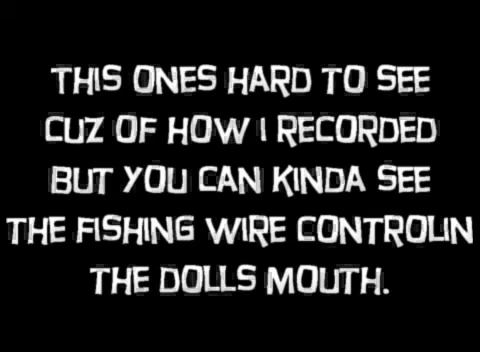 THIS ONES HARD TO SEE
CUZ OF HOW I RECORDED
BUT YOU CAN KINDA SEE
THE FISHING WIRE CONTROLIN
THE DOLLS MOUTH.